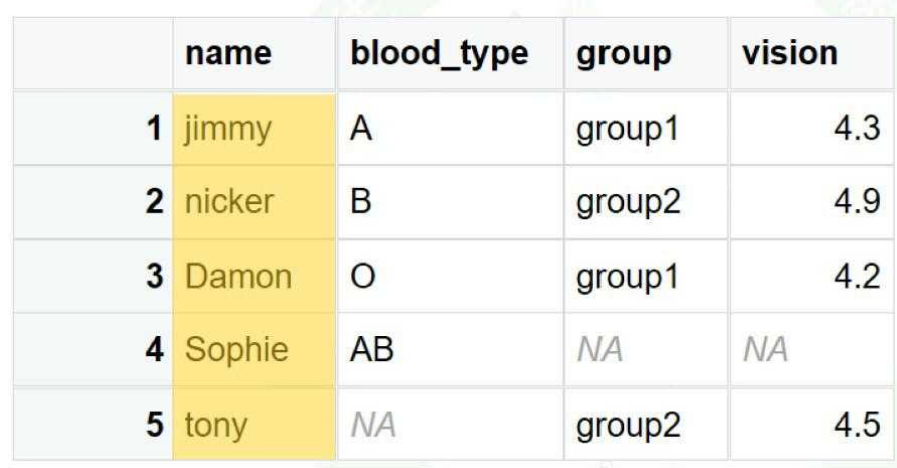 name blood_type group vision
1 jimmy A group1 4.3
2 nicker B group2 4.9
3 Damon O group1 4.2
4 Sophie AB NA NA
5 tony NA group2 4.5